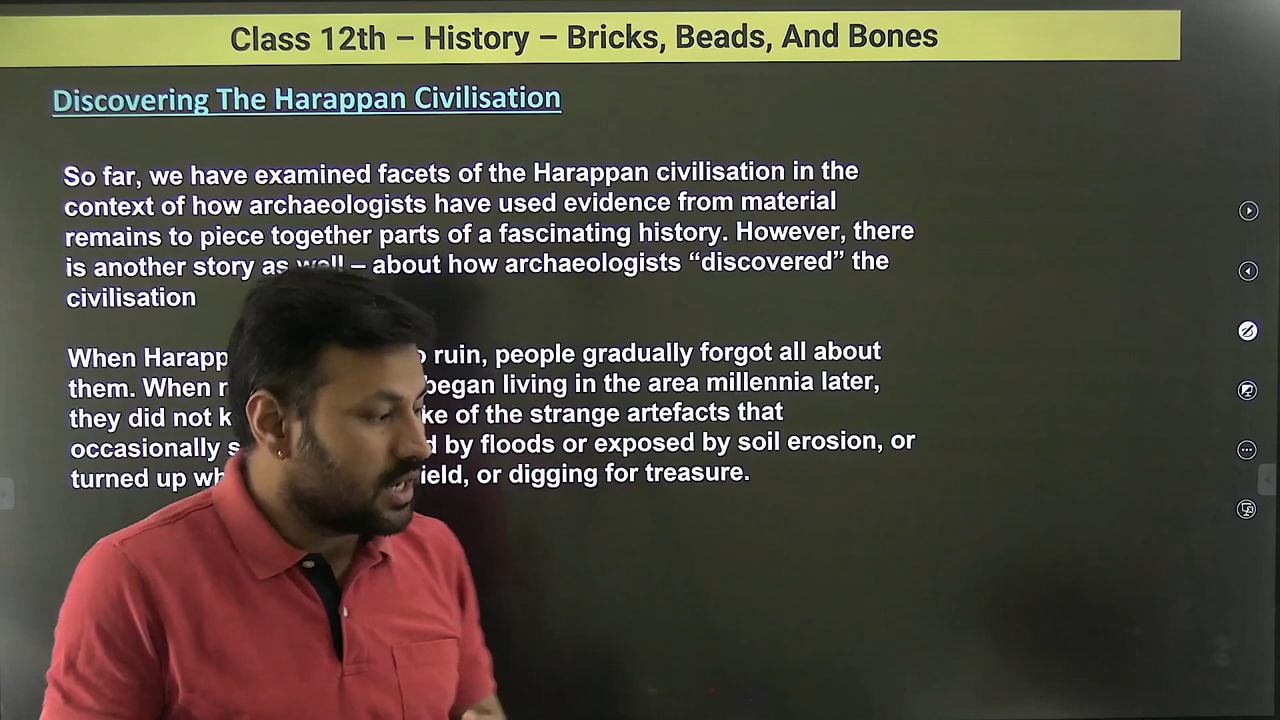 Class 12th – History – Bricks, Beads, And Bones
Discovering The Harappan Civilisation
So far, we have examined facets of the Harappan civilisation in the
context of how archaeologists have used evidence from material
remains to piece together parts of a fascinating history. However, there
is another story as well – about how archaeologists “discovered” the
civilisation
When ruin, people gradually forgot all about
them. When began living in the area millennia later,
they did not of the strange artefacts that
occasionally by floods or exposed by soil erosion, or
turned up or digging for treasure.